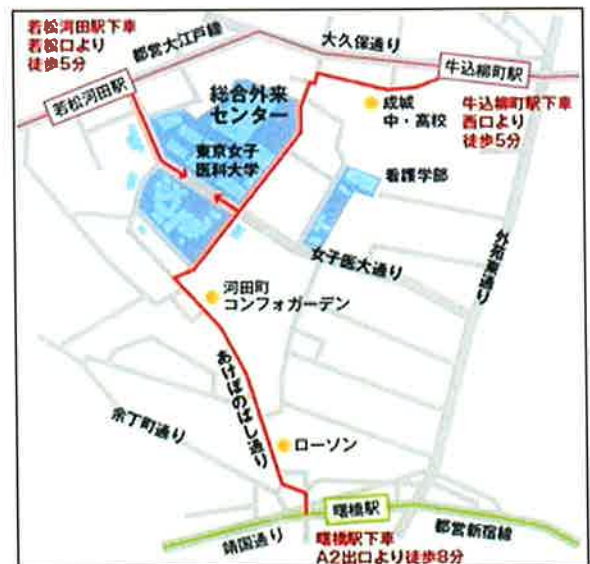 若松河田駅下車
若松口より
徒歩5分
都営大江戸線
大久保通り
牛込柳町駅
若松河田駅
総合外来
センター
成城
中・高校
牛込柳町駅下車
西口より
徒歩5分
東京女子
医科大学
看護学部
女子医大通り
外苑東通り
河田町
コンフォガーデン
あけぼのばし通り
余丁町通り
ローソン
曙橋駅
都営新宿線
靖国通り
曙橋駅下車
A2出口より徒歩8分